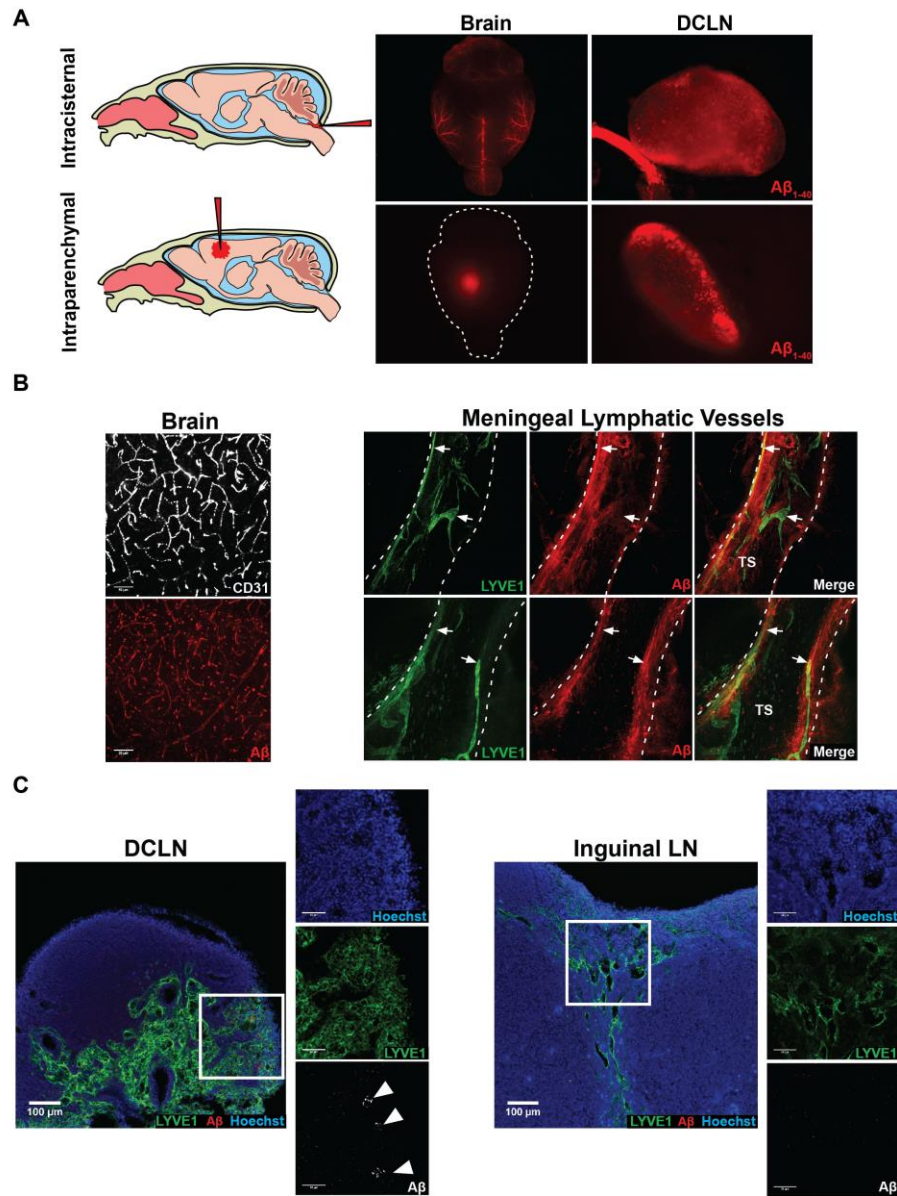 A
Brain
DCLN
Intracisternal
Aβ1-40
Intraparenchymal
Aβ1-40
B
Brain
Meningeal Lymphatic Vessels
CD31
Aβ
TS
LYVE1
Aβ
Merge
TS
LYVE1
Aβ
Merge
C
DCLN
Inguinal LN
Hoechst
Hoechst
LYVE1
LYVE1
100 µm
LYVE1 Aβ Hoechst
Aβ
100 µm
LYVE1 Aβ Hoechst
Aβ